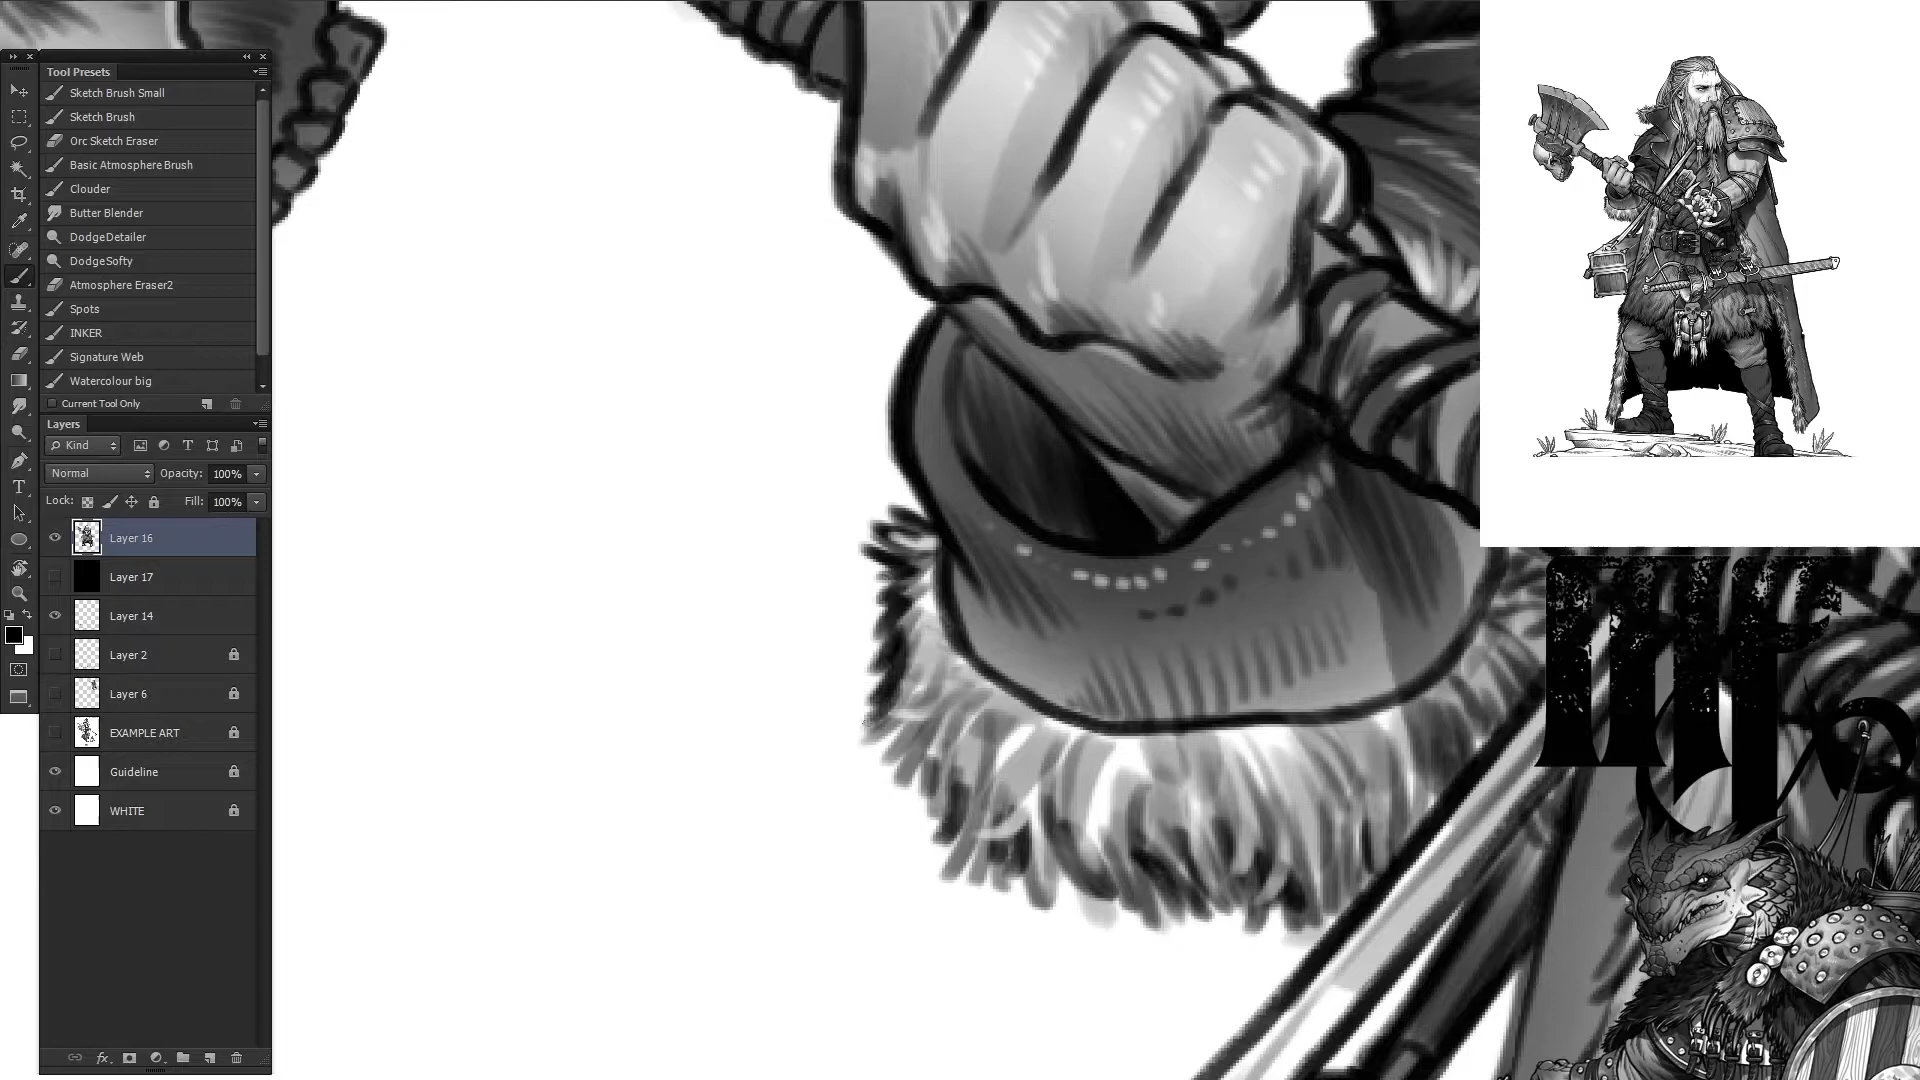 Tool Presets
Sketch Brush Small
Sketch Brush
Orc Sketch Eraser
Basic Atmosphere Brush
Clouder
Butter Blender
DodgeDetailer
DodgeSofty
Atmosphere Eraser2
Spots
INKER
Signature Web
Watercolour big
Current Tool Only
Layers
Kind
Normal
Opacity: 100%
Lock:
Fill: 100%
Layer 16
Layer 17
Layer 14
Layer 2
Layer 6
EXAMPLE ART
Guideline
WHITE
fx